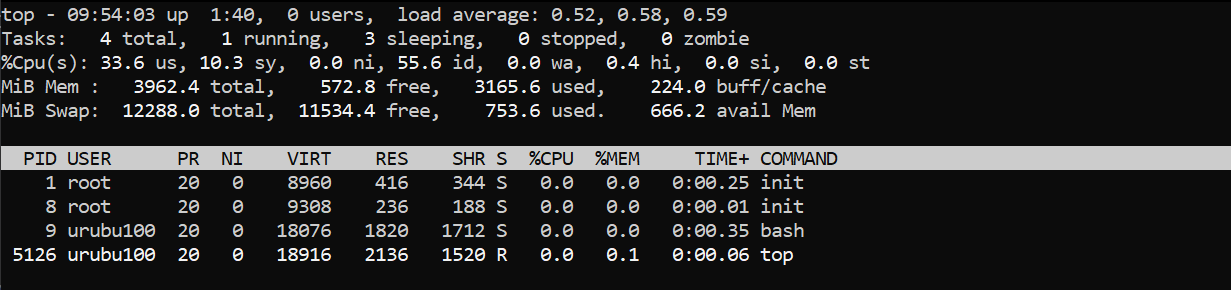 top - 09:54:03 up  1:40,  0 users,  load average: 0.52, 0.58, 0.59
Tasks:   4 total,   1 running,   3 sleeping,   0 stopped,   0 zombie
%Cpu(s): 33.6 us, 10.3 sy,  0.0 ni, 55.6 id,  0.0 wa,  0.4 hi,  0.0 si,  0.0 st
MiB Mem :   3962.4 total,    572.8 free,   3165.6 used,    224.0 buff/cache
MiB Swap:  12288.0 total,  11534.4 free,    753.6 used.    666.2 avail Mem
  PID USER      PR  NI    VIRT    RES    SHR S  %CPU  %MEM     TIME+ COMMAND
    1 root      20   0    8960    416    344 S   0.0   0.0   0:00.25 init
    8 root      20   0    9308    236    188 S   0.0   0.0   0:00.01 init
    9 urubu100  20   0   18076   1820   1712 S   0.0   0.0   0:00.35 bash
 5126 urubu100  20   0   18916   2136   1520 R   0.0   0.1   0:00.06 top